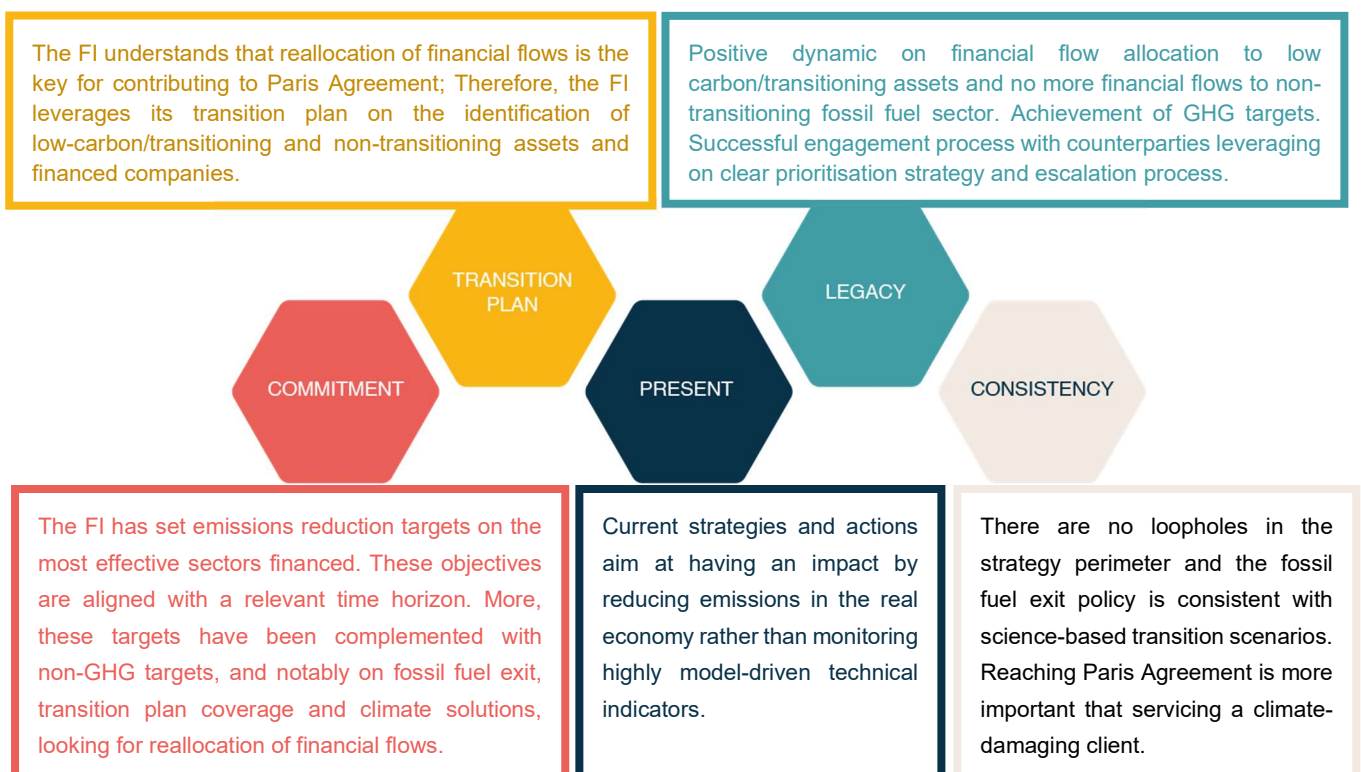 The FI understands that reallocation of financial flows is the
key for contributing to Paris Agreement; Therefore, the FI
leverages its transition plan on the identification of
low-carbon/transitioning and non-transitioning assets and
financed companies.
Positive dynamic on financial flow allocation to low
carbon/transitioning assets and no more financial flows to non-
transitioning fossil fuel sector. Achievement of GHG targets.
Successful engagement process with counterparties leveraging
on clear prioritisation strategy and escalation process.
TRANSITION
PLAN
LEGACY
COMMITMENT
PRESENT
CONSISTENCY
The FI has set emissions reduction targets on the
most effective sectors financed. These objectives
are aligned with a relevant time horizon. More,
these targets have been complemented with
non-GHG targets, and notably on fossil fuel exit,
transition plan coverage and climate solutions,
looking for reallocation of financial flows.
Current strategies and actions
aim at having an impact by
reducing emissions in the real
economy rather than monitoring
highly model-driven technical
indicators.
There are no loopholes in the
strategy perimeter and the fossil
fuel exit policy is consistent with
science-based transition scenarios.
Reaching Paris Agreement is more
important that servicing a climate-
damaging client.